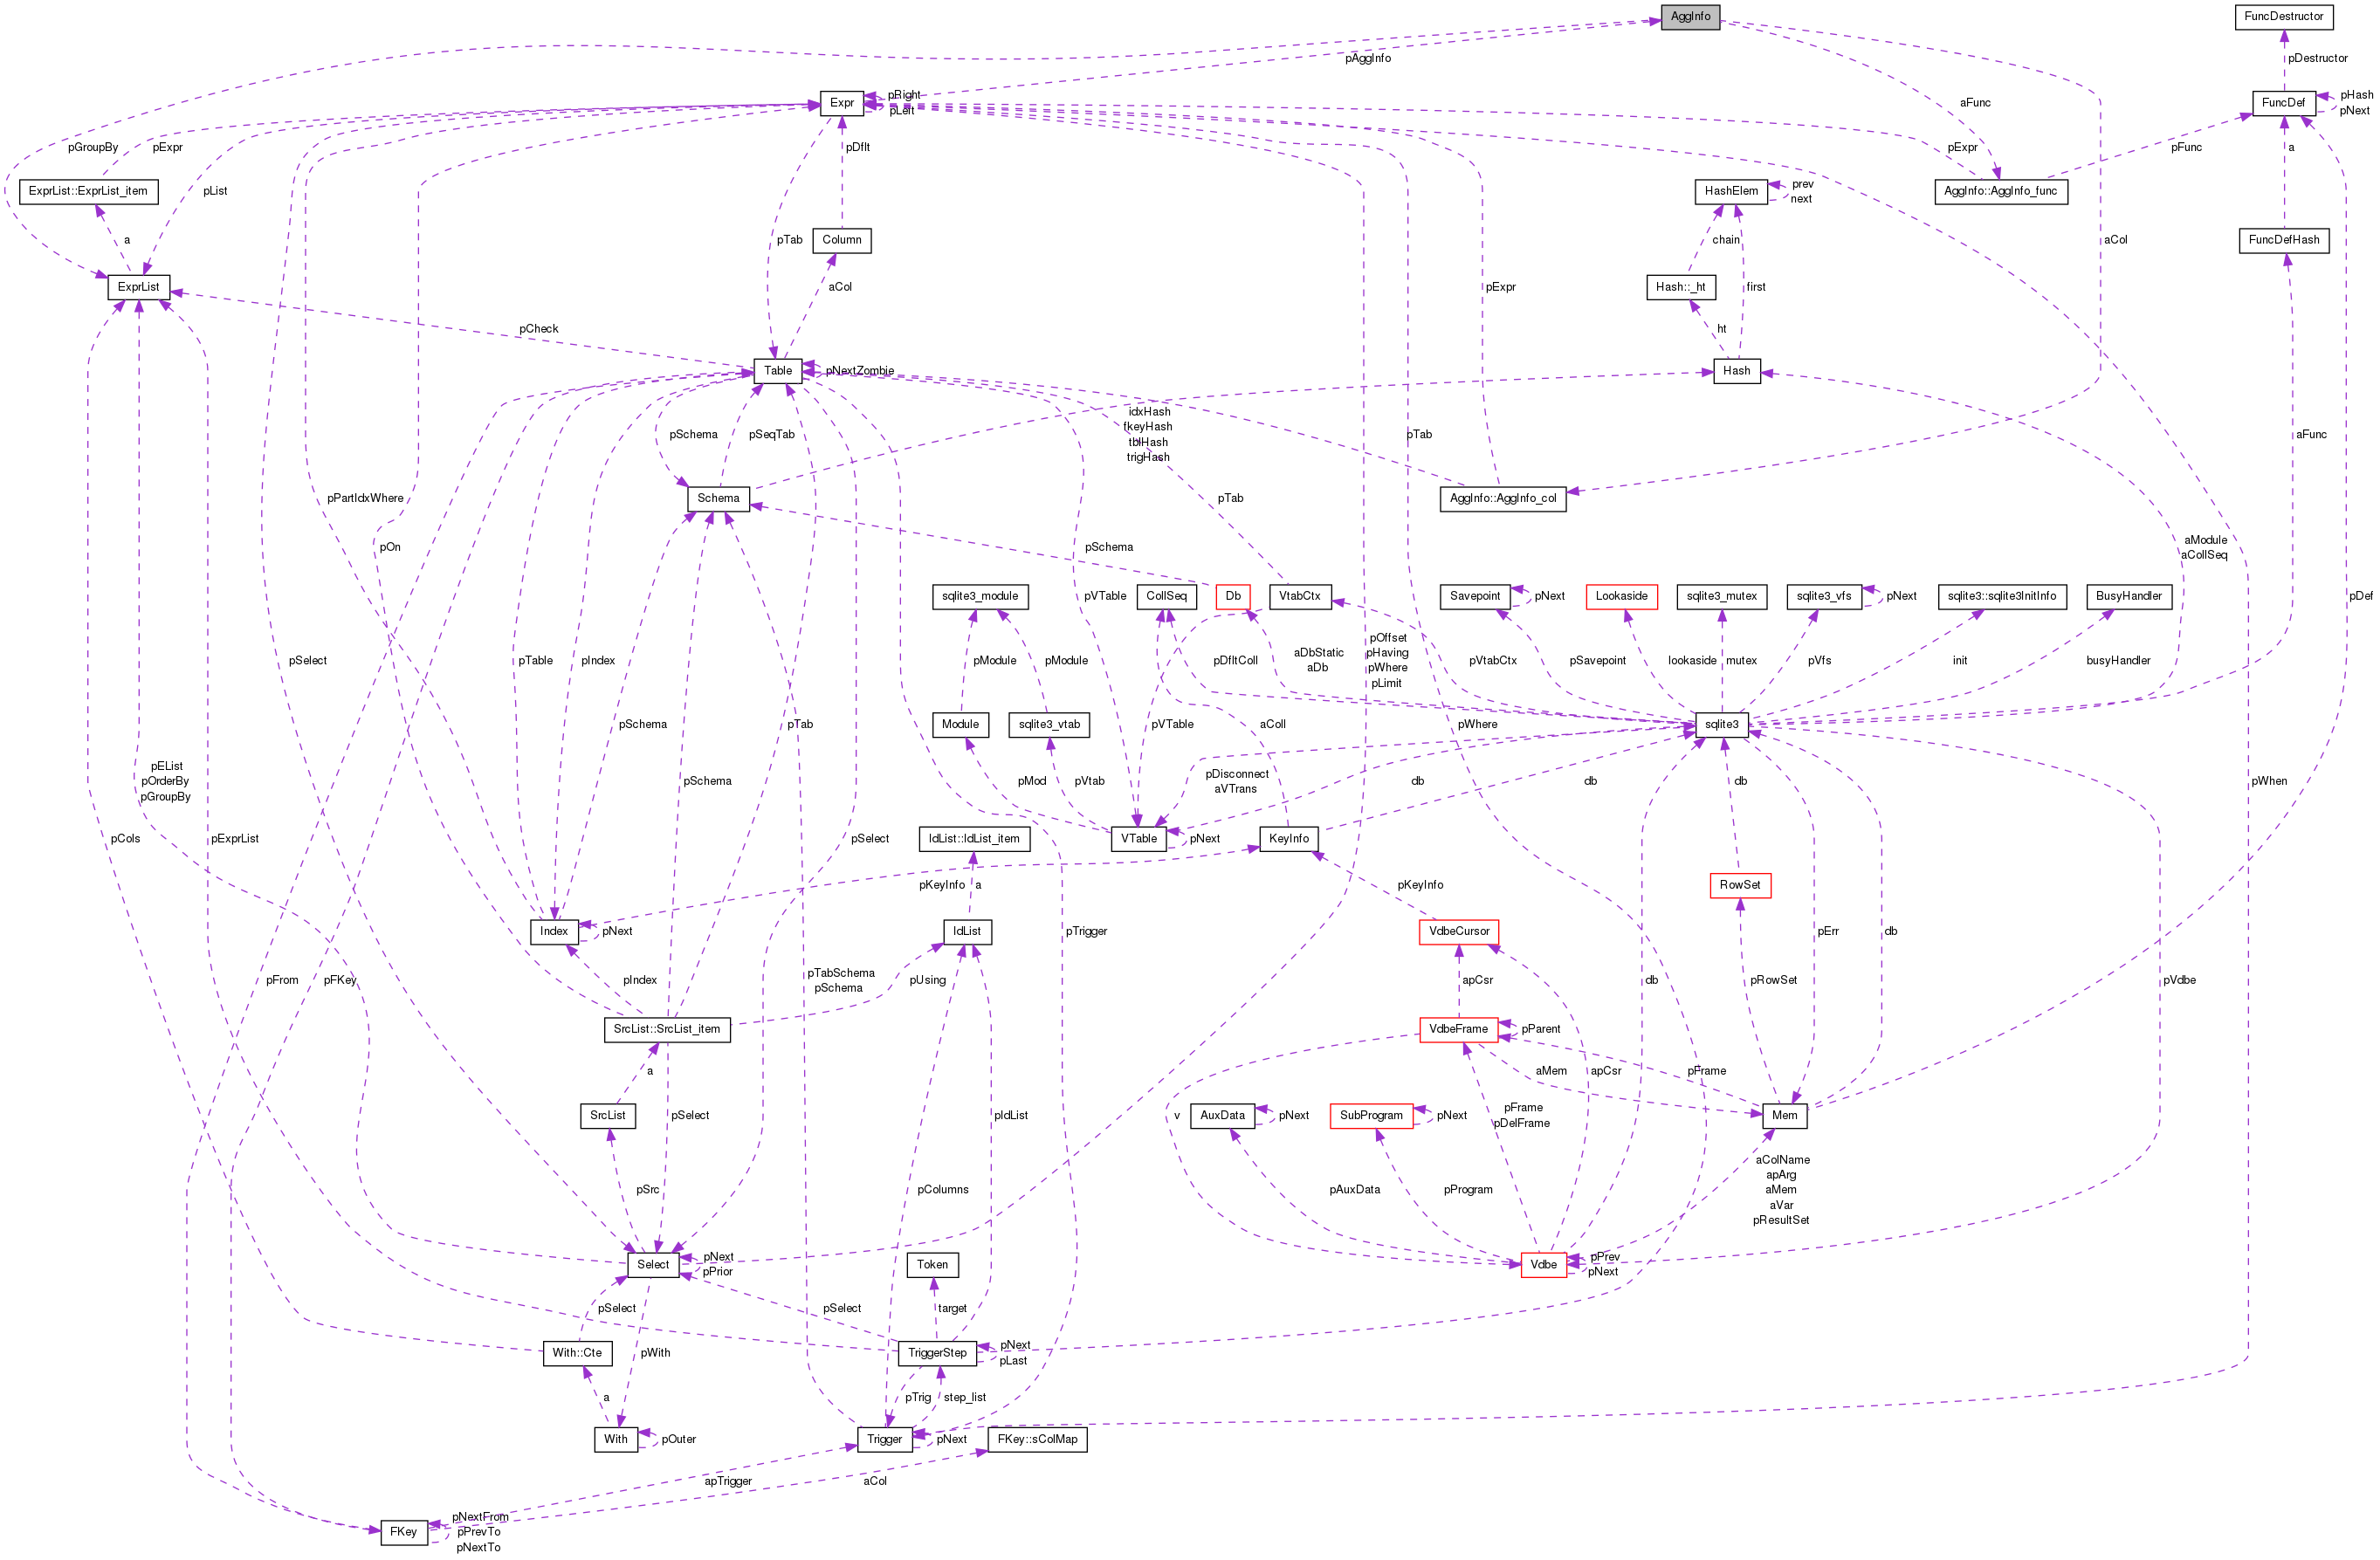 AggInfo
FuncDestructor
pAggInfo
pDestructor
Expr
pRight
pLeft
FuncDef
pHash
pNext
aFunc
pGroupBy
pExpr
pDflt
pExpr
pFunc
a
ExprList::ExprList_item
pList
HashElem
prev
next
AggInfo::AggInfo_func
a
pTab
Column
chain
aCol
FuncDefHash
ExprList
aCol
pExpr
Hash::_ht
first
pCheck
ht
Table
pNextZombie
Hash
idxHash
fkeyHash
tblHash
trigHash
pSchema
pSeqTab
pTab
aFunc
pPartIdxWhere
Schema
pTab
AggInfo::AggInfo_col
pOn
pSchema
aModule
aCollSeq
sqlite3_module
CollSeq
Db
VtabCtx
Savepoint
pNext
Lookaside
sqlite3_mutex
sqlite3_vfs
pNext
sqlite3::sqlite3InitInfo
BusyHandler
pDef
pVTable
pOffset
pHaving
pWhere
pLimit
pSelect
pTable
pIndex
pModule
pModule
pDfltColl
aDbStatic
aDb
pVtabCtx
pSavepoint
lookaside
mutex
pVfs
init
busyHandler
pSchema
pTab
Module
sqlite3_vtab
pVTable
aColl
pWhere
sqlite3
pEList
pOrderBy
pGroupBy
pSchema
pMod
pVtab
pDisconnect
aVTrans
db
db
db
pWhen
pCols
pExprList
pSelect
IdList::IdList_item
VTable
pNext
KeyInfo
pKeyInfo
a
pKeyInfo
RowSet
Index
pNext
IdList
pTrigger
VdbeCursor
pErr
db
pFrom
pFKey
pIndex
pTabSchema
pSchema
pUsing
apCsr
db
pRowSet
pVdbe
SrcList::SrcList_item
VdbeFrame
pParent
a
aMem
apCsr
pFrame
SrcList
pSelect
pIdList
v
AuxData
pNext
SubProgram
pNext
pFrame
pDelFrame
Mem
pSrc
pColumns
pAuxData
pProgram
aColName
apArg
aMem
aVar
pResultSet
Select
pNext
pPrior
Token
Vdbe
pPrev
pNext
pSelect
pSelect
target
With::Cte
pWith
TriggerStep
pNext
pLast
a
pTrig
step_list
With
pOuter
Trigger
pNext
FKey::sColMap
apTrigger
aCol
FKey
pNextFrom
pPrevTo
pNextTo